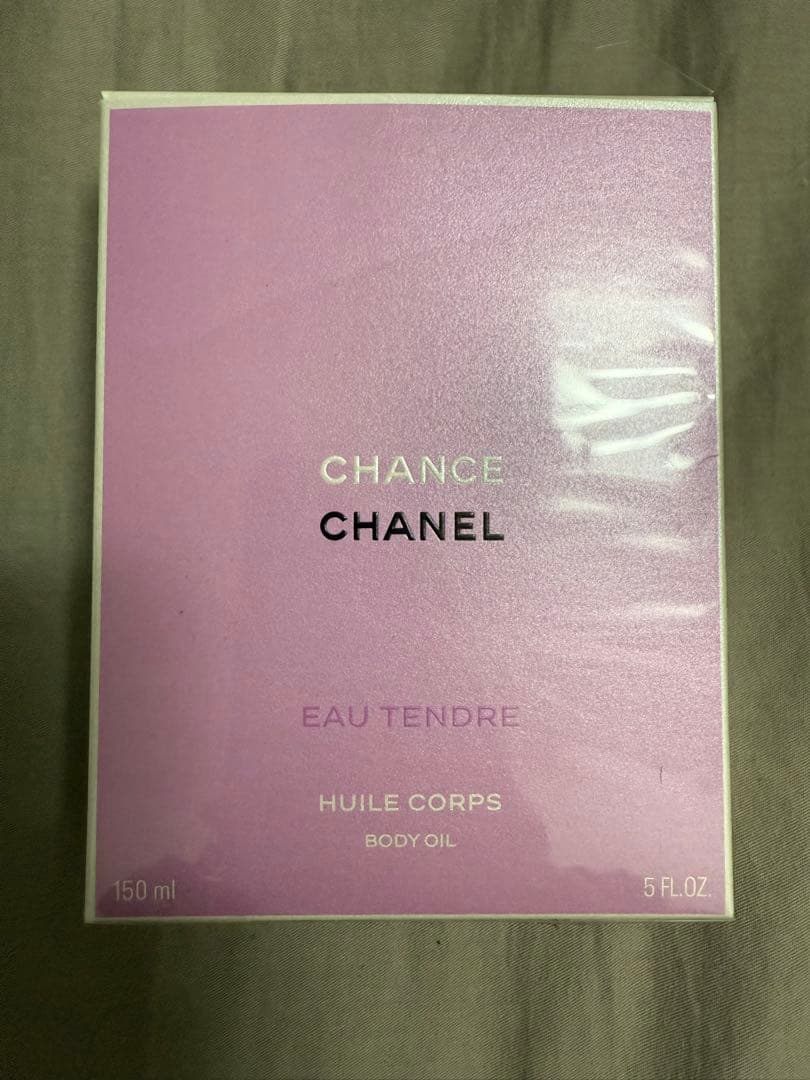 CHANCE
CHANEL
EAU TENDRE
HUILE CORPS
BODY OIL
150 ml
5 FL.OZ.